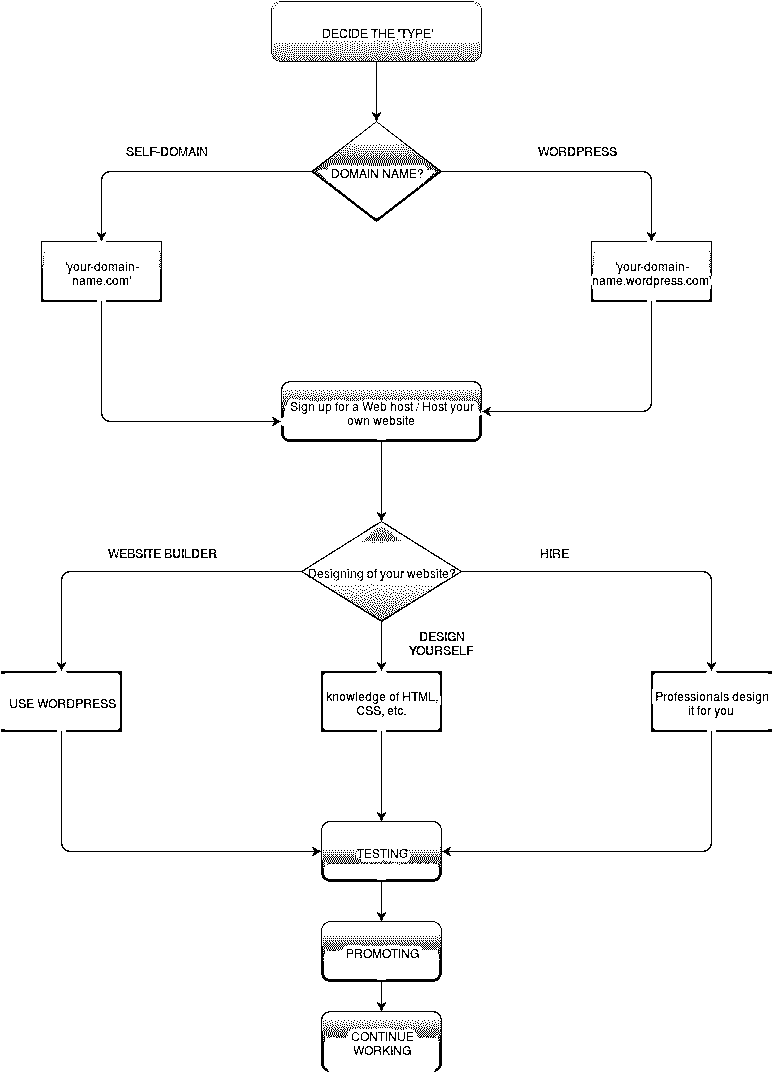 DECIDE THE 'TYPE'
SELF-DOMAIN
WORDPRESS
DOMAIN NAME?
'your-domain-
name.com'
'your-domain-
name.wordpress.com'
Sign up for a Web host / Host your
own website
WEBSITE BUILDER
HIRE
Designing of your website?
DESIGN
YOURSELF
USE WORDPRESS
knowledge of HTML,
CSS, etc.
Professionals design
it for you
TESTING
PROMOTING
CONTINUE
WORKING